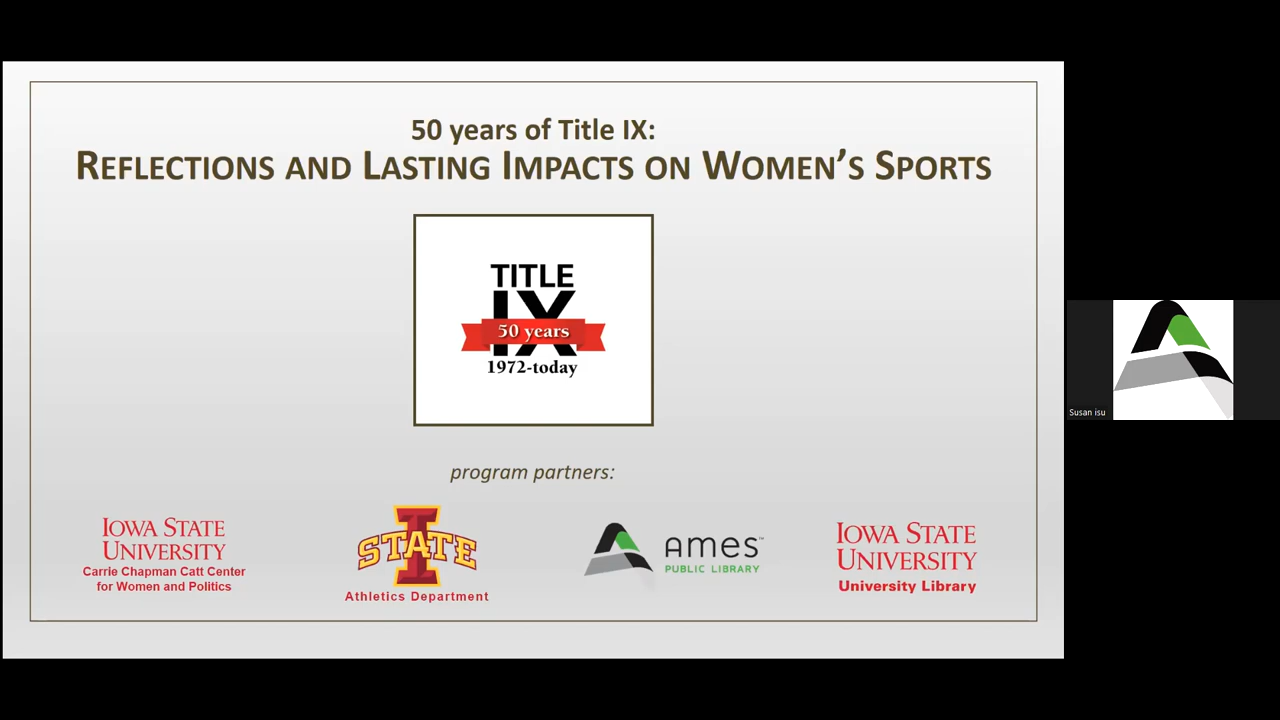 50 years of Title IX:
REFLECTIONS AND LASTING IMPACTS ON WOMEN'S SPORTS
TITLE
IX
50 years
1972-today
program partners:
IOWA STATE
UNIVERSITY
Carrie Chapman Catt Center
for Women and Politics
I
STATE
Athletics Department
AMES™
PUBLIC LIBRARY
IOWA STATE
UNIVERSITY
University Library
Susan isu